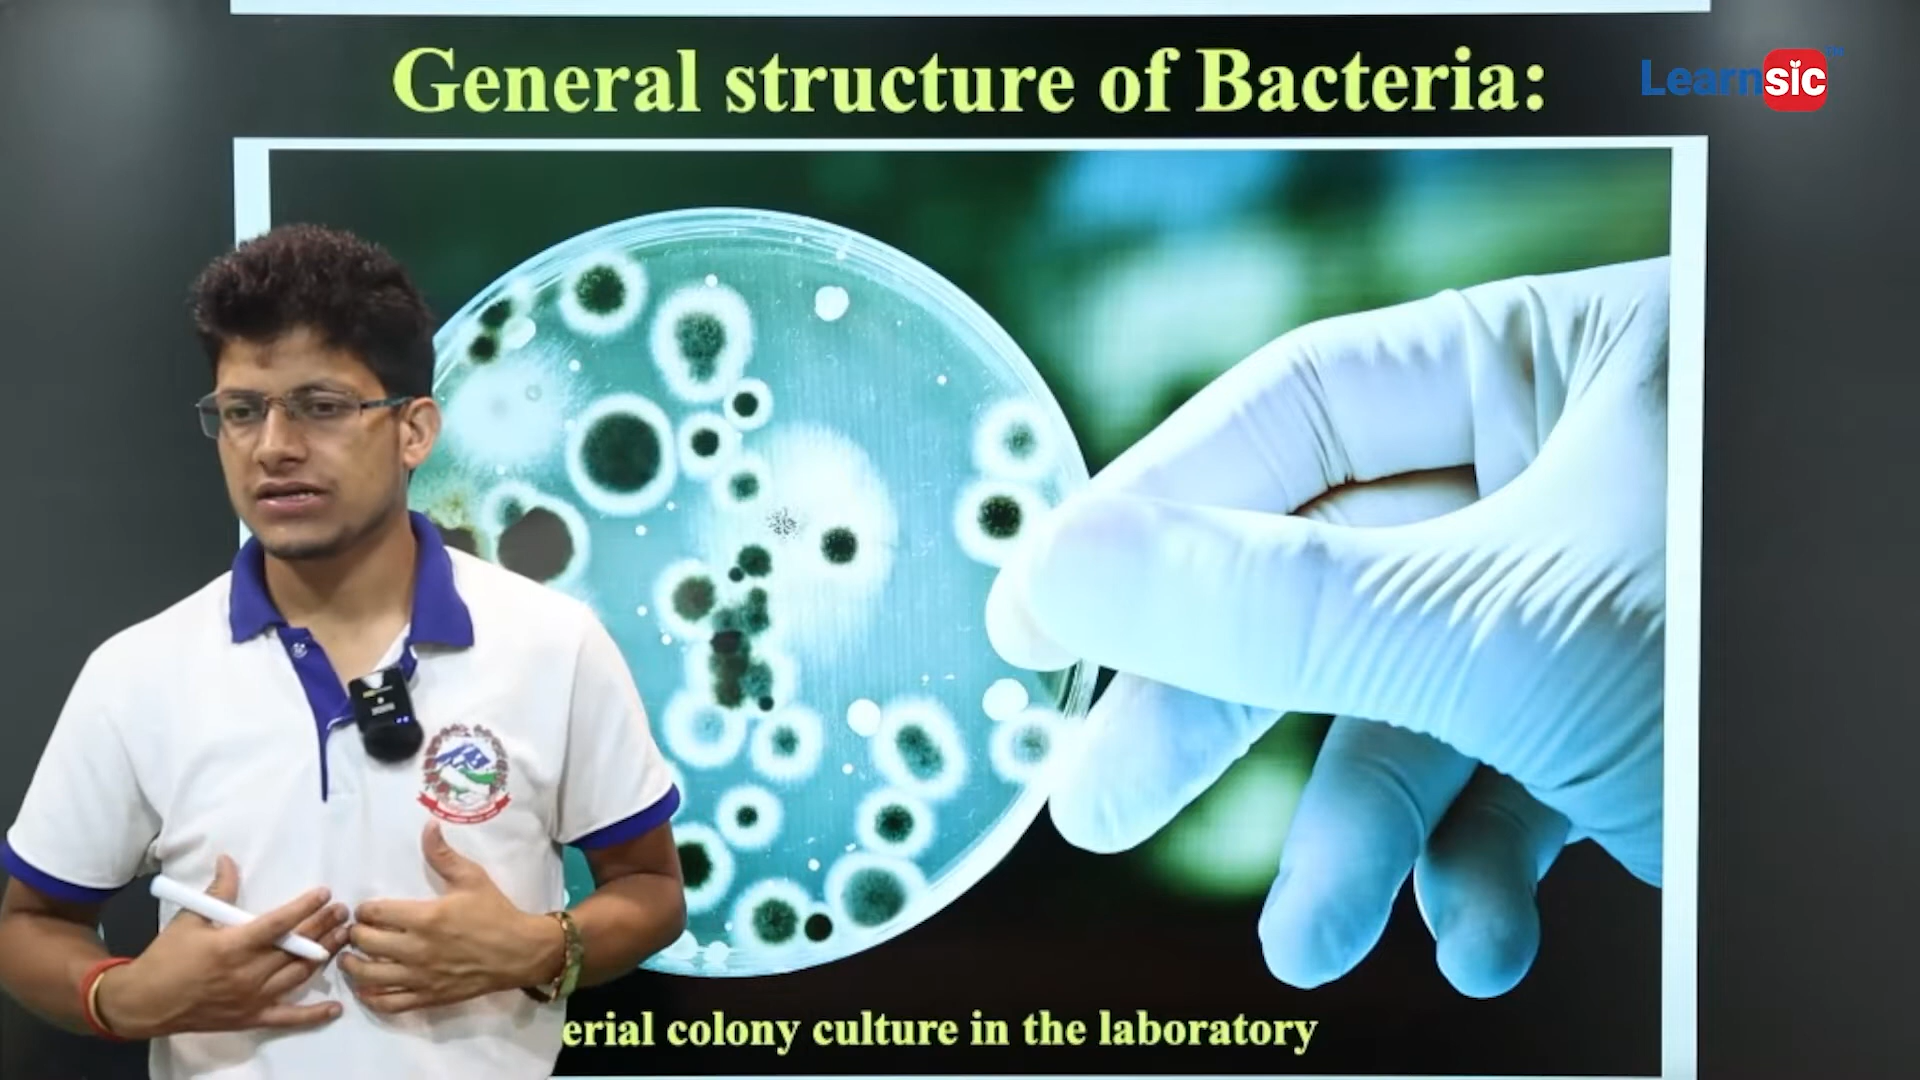 General structure of Bacteria:
Learnsic
erial colony culture in the laboratory